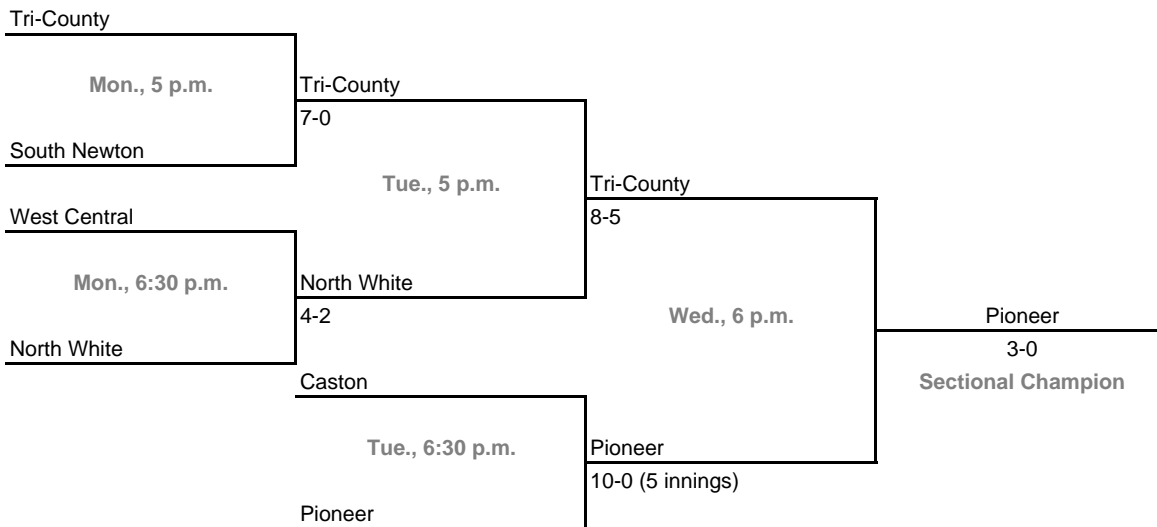 Tri-County
Mon., 5 p.m.
Tri-County
7-0
South Newton
Tue., 5 p.m.
Tri-County
8-5
West Central
Mon., 6:30 p.m.
North White
4-2
Wed., 6 p.m.
Pioneer
3-0
Sectional Champion
North White
Caston
Tue., 6:30 p.m.
Pioneer
10-0 (5 innings)
Pioneer